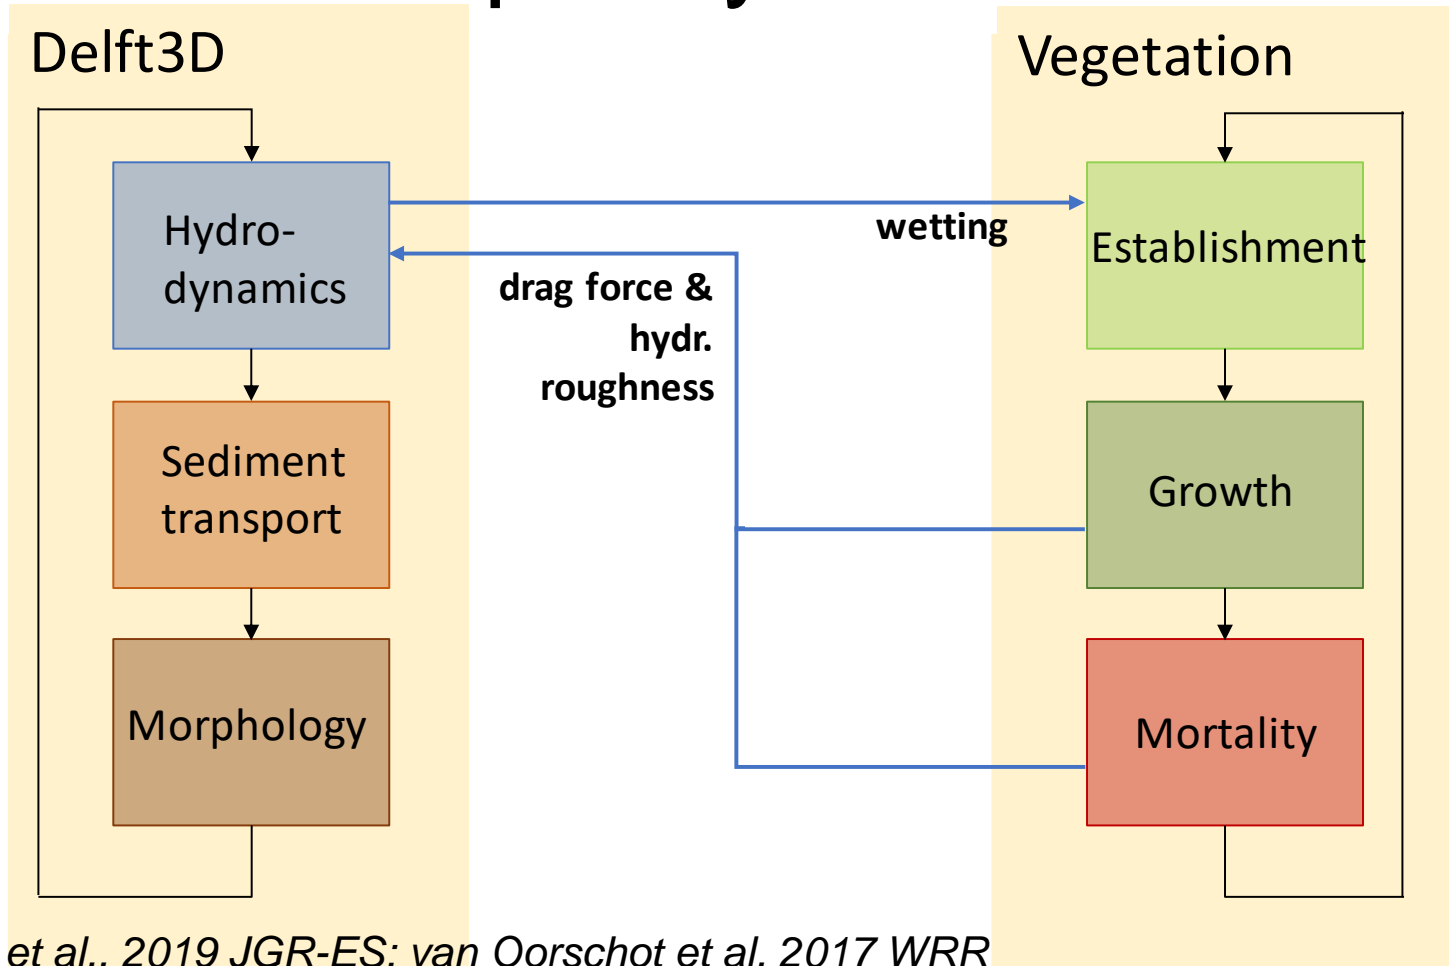 Delft3D
Vegetation
Hydro-
dynamics
wetting
Establishment
drag force &
hydr.
roughness
Sediment
transport
Growth
Morphology
Mortality
et al., 2019 JGR-ES; van Oorschot et al. 2017 WRR